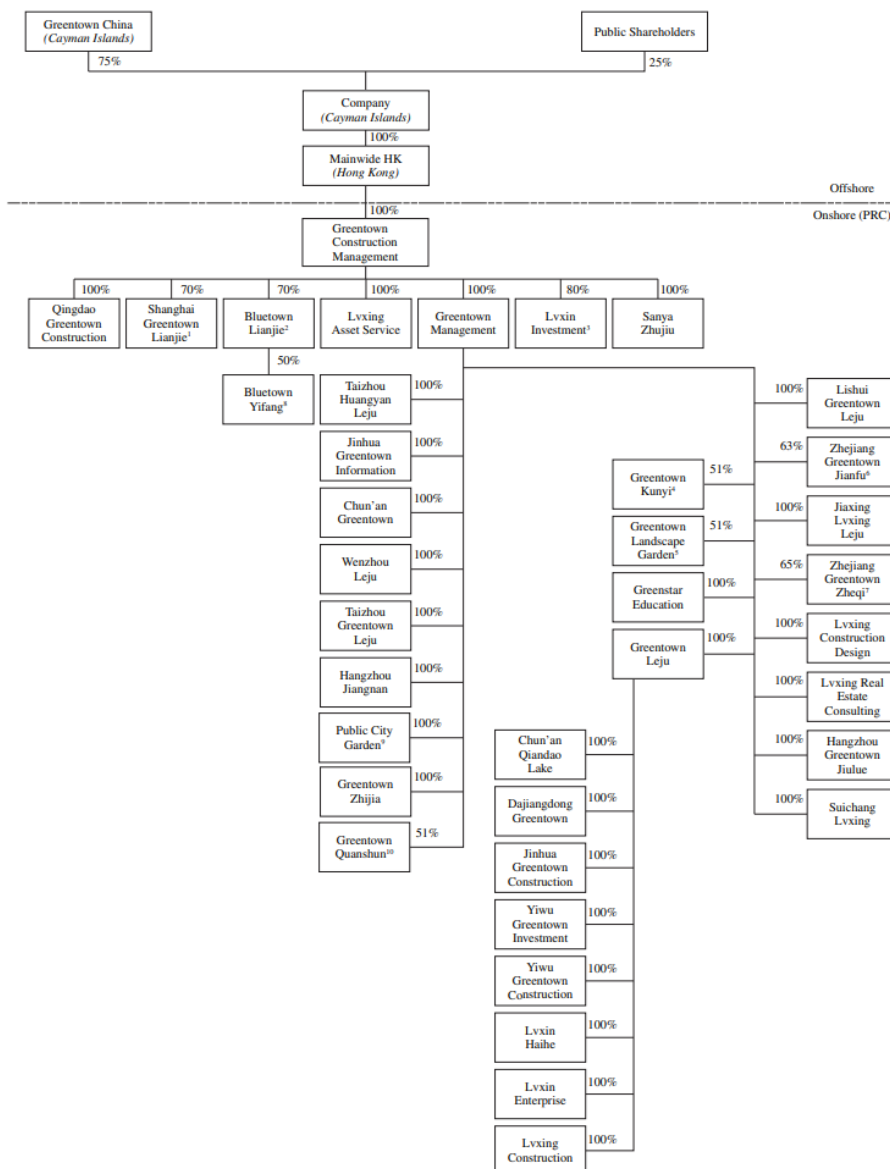 Greentown China
(Cayman Islands)
Public Shareholders
75%
25%
Company
(Cayman Islands)
100%
Mainwide HK
(Hong Kong)
Offshore
100%
Onshore (PRC)
Greentown
Construction
Management
100%
70%
70%
100%
100%
80%
100%
Qingdao
Greentown
Construction
Shanghai
Greentown
Lianjie¹
Bluetown
Lianjie²
Lvxing
Asset Service
Greentown
Management
Lvxin
Investment³
Sanya
Zhujiu
50%
Bluetown
Yifang⁸
Taizhou
Huangyan
Leju
100%
Jinhua
Greentown
Information
100%
Chun’an
Greentown
100%
Wenzhou
Leju
100%
Taizhou
Greentown
Leju
100%
Hangzhou
Jiangnan
100%
Public City
Garden⁹
100%
Greentown
Zhijia
100%
Greentown
Quanshun¹⁰
51%
Greentown
Kunyi⁴
51%
Greentown
Landscape
Garden⁵
51%
Greenstar
Education
100%
Greentown
Leju
100%
Chun’an
Qiandao
Lake
100%
Dajiangdong
Greentown
100%
Jinhua
Greentown
Construction
100%
Yiwu
Greentown
Investment
100%
Yiwu
Greentown
Construction
100%
Lvxin
Haihe
100%
Lvxin
Enterprise
100%
Lvxing
Construction
100%
100%
Lishui
Greentown
Leju
63%
Zhejiang
Greentown
Jianfu⁶
100%
Jiaxing
Lvxing
Leju
65%
Zhejiang
Greentown
Zheqi⁷
100%
Lvxing
Construction
Design
100%
Lvxing Real
Estate
Consulting
100%
Hangzhou
Greentown
Jiulue
100%
Suichang
Lvxing